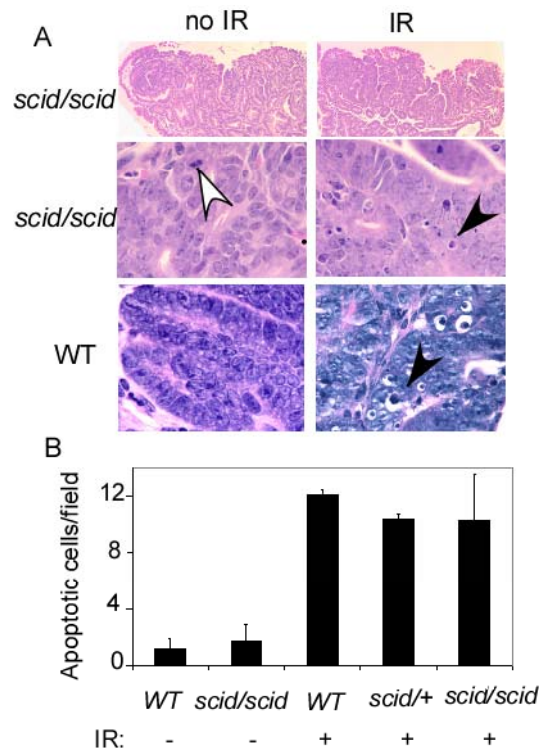 A
no IR IR
scid/scid
scid/scid
WT
B
Apoptotic cells/field
12
8
4
0
WT scid/scid WT scid/+ scid/scid
IR: - - + + +